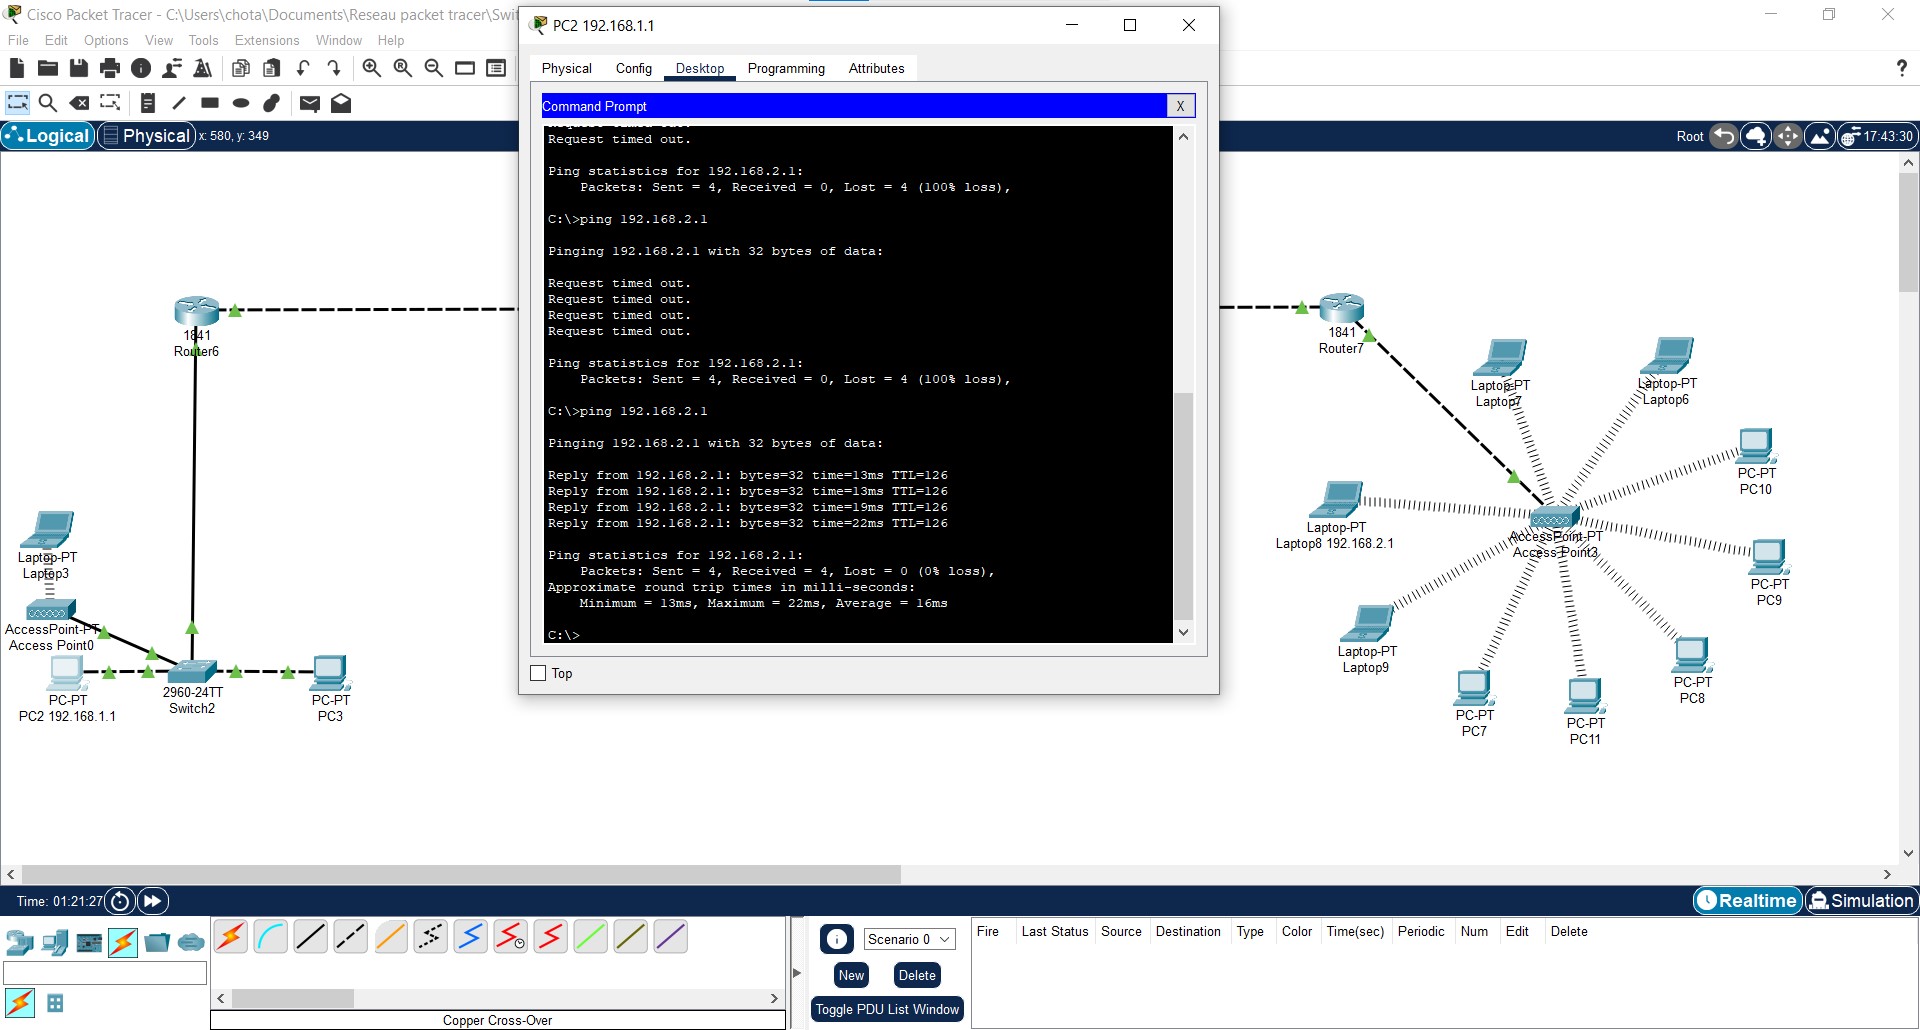 Cisco Packet Tracer - C:\Users\chota\Documents\Reseau packet tracer\Swit
File Edit Options View Tools Extensions Window Help
Logical Physical x: 580, y: 349
Root 17:43:30
PC2 192.168.1.1
Physical Config Desktop Programming Attributes
Command Prompt X
Request timed out.
Request timed out.
Ping statistics for 192.168.2.1:
Packets: Sent = 4, Received = 0, Lost = 4 (100% loss),
C:\>ping 192.168.2.1
Pinging 192.168.2.1 with 32 bytes of data:
Request timed out.
Request timed out.
Request timed out.
Request timed out.
Ping statistics for 192.168.2.1:
Packets: Sent = 4, Received = 0, Lost = 4 (100% loss),
C:\>ping 192.168.2.1
Pinging 192.168.2.1 with 32 bytes of data:
Reply from 192.168.2.1: bytes=32 time=13ms TTL=126
Reply from 192.168.2.1: bytes=32 time=13ms TTL=126
Reply from 192.168.2.1: bytes=32 time=19ms TTL=126
Reply from 192.168.2.1: bytes=32 time=22ms TTL=126
Ping statistics for 192.168.2.1:
Packets: Sent = 4, Received = 4, Lost = 0 (0% loss),
Approximate round trip times in milli-seconds:
Minimum = 13ms, Maximum = 22ms, Average = 16ms
C:\>
Top
1841
Router6
Laptop-PT
Laptop3
AccessPoint-PT
Access Point0
PC-PT
PC2 192.168.1.1
2960-24TT
Switch2
PC-PT
PC3
1841
Router7
Laptop-PT
Laptop7
Laptop-PT
Laptop6
PC-PT
PC10
Laptop-PT
Laptop8 192.168.2.1
AccessPoint-PT
Access Point3
PC-PT
PC9
Laptop-PT
Laptop9
PC-PT
PC8
PC-PT
PC7
PC-PT
PC11
Time: 01:21:27
Realtime Simulation
Scenario 0
New Delete
Toggle PDU List Window
Fire Last Status Source Destination Type Color Time(sec) Periodic Num Edit Delete
Copper Cross-Over